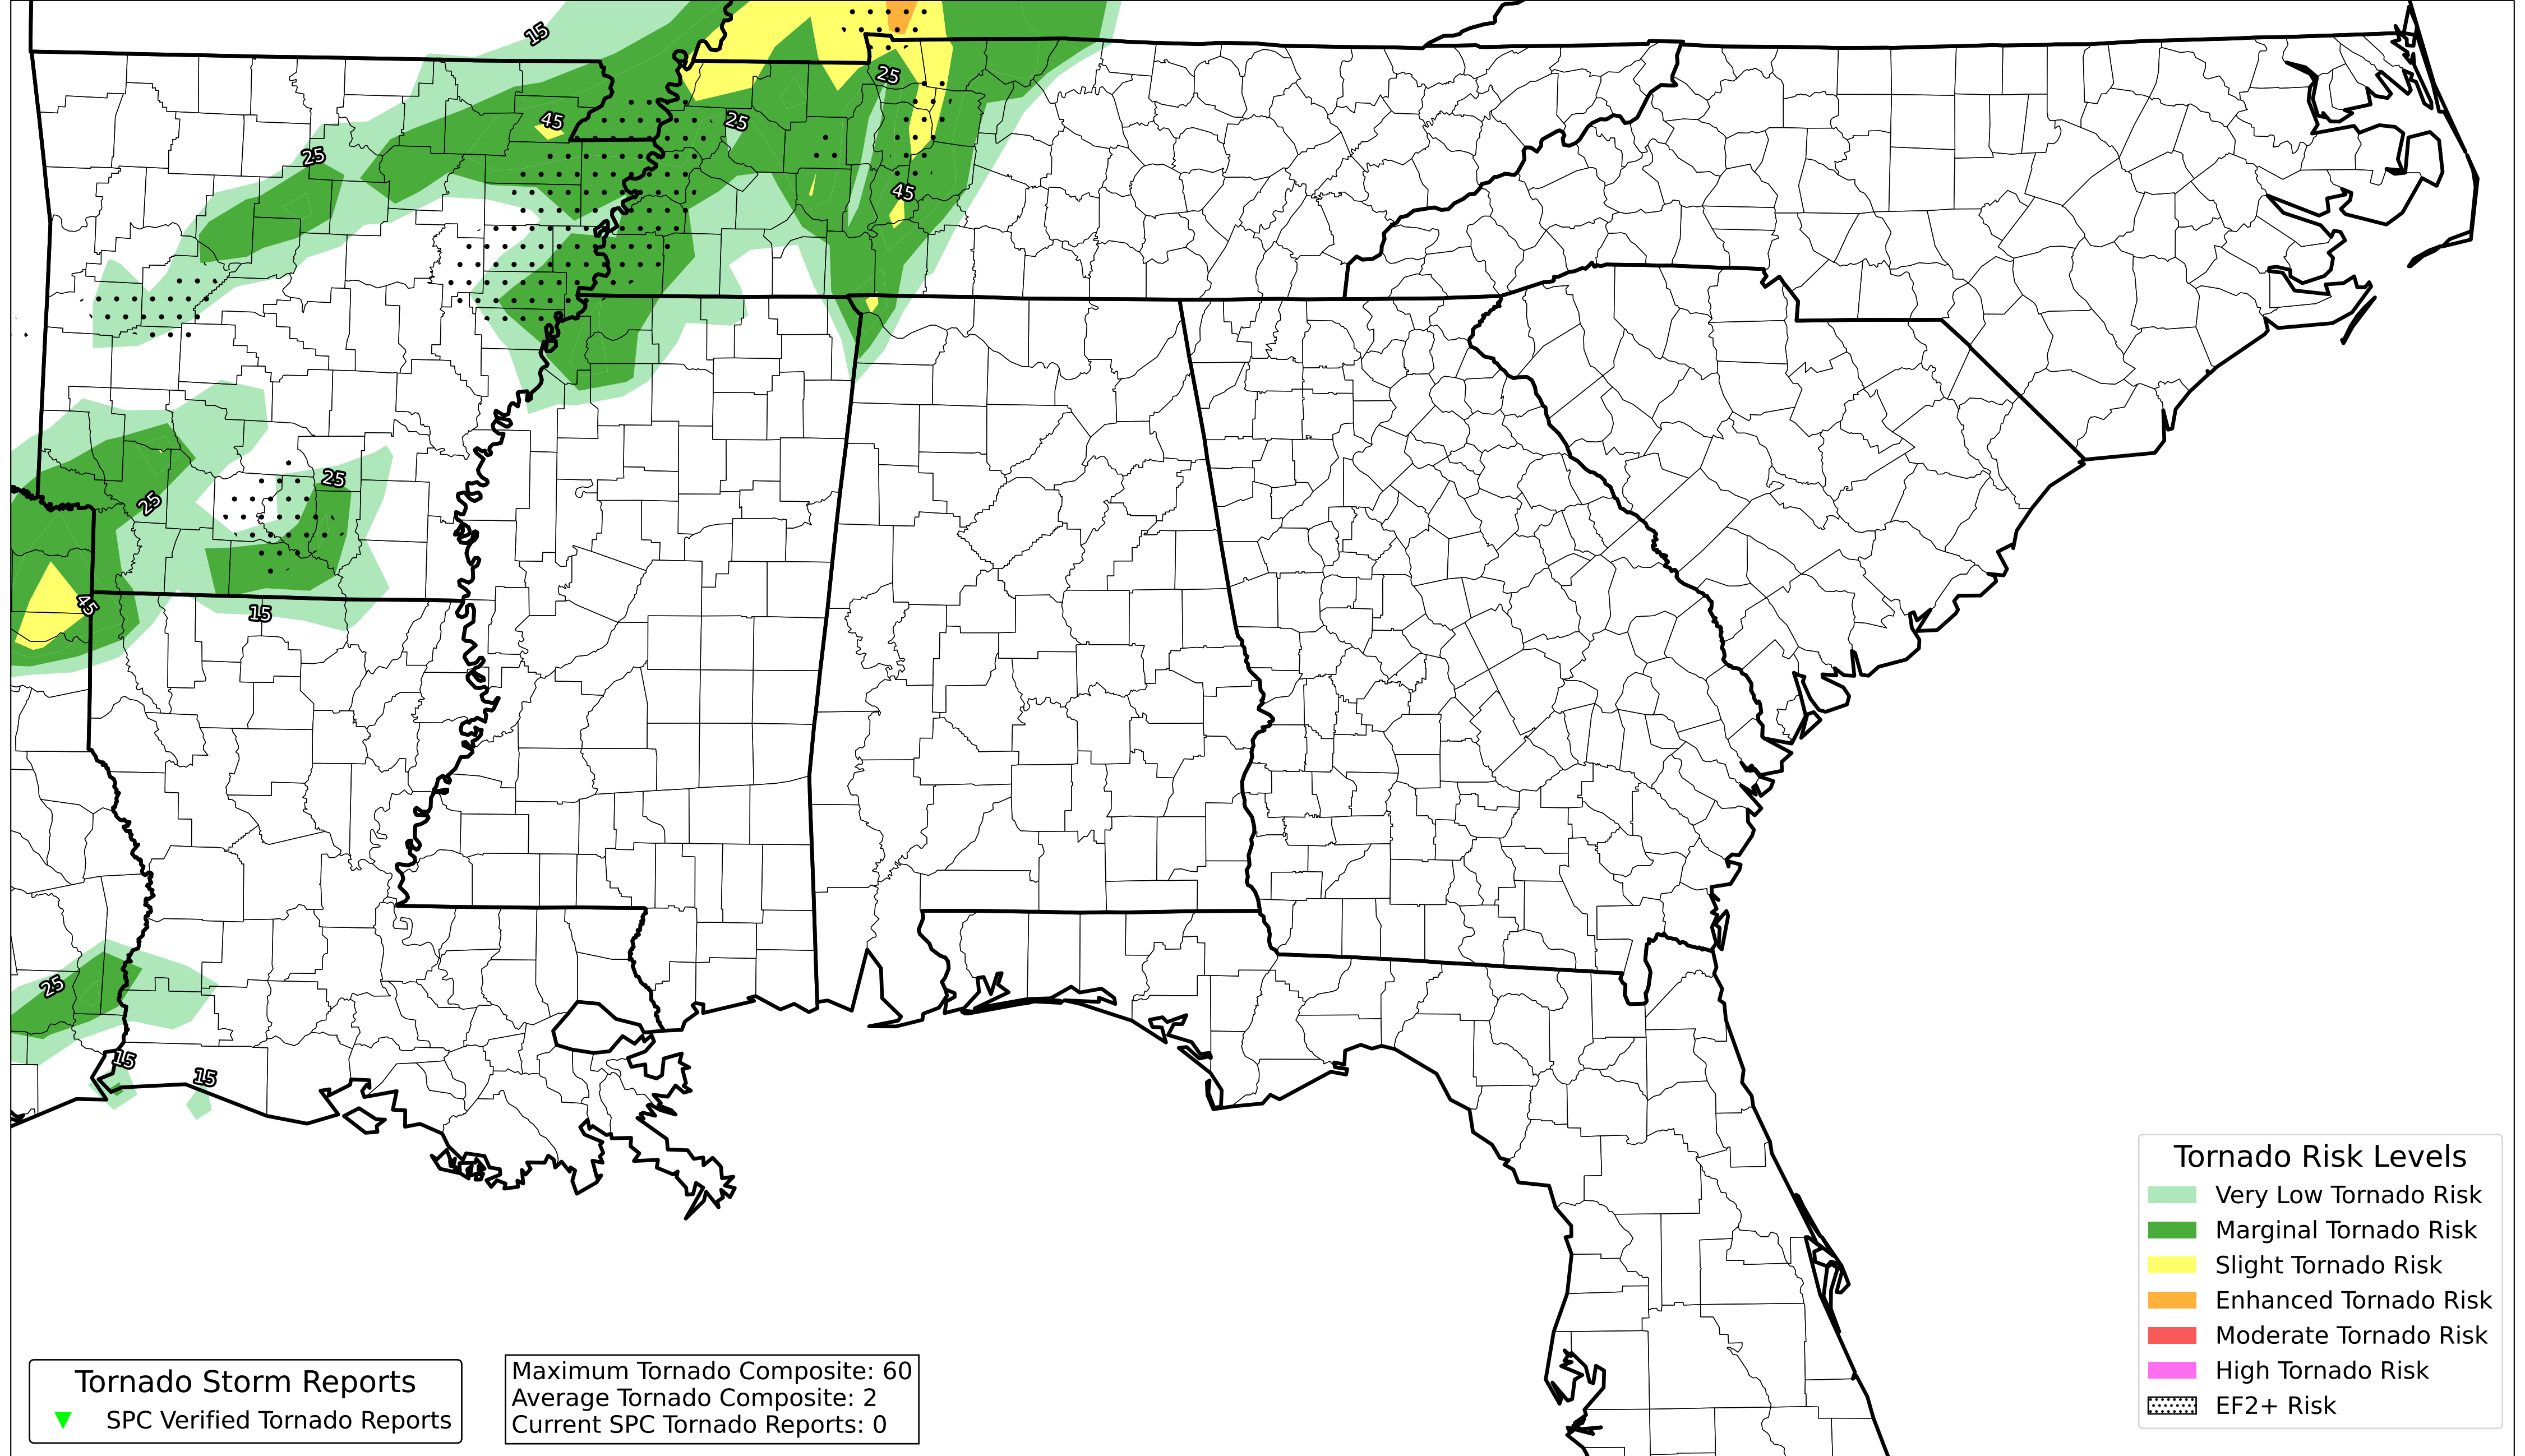 15
25
45
25
25
45
25
25
45
15
25
15
15
Tornado Risk Levels
Very Low Tornado Risk
Marginal Tornado Risk
Slight Tornado Risk
Enhanced Tornado Risk
Moderate Tornado Risk
High Tornado Risk
EF2+ Risk
Tornado Storm Reports
SPC Verified Tornado Reports
Maximum Tornado Composite: 60
Average Tornado Composite: 2
Current SPC Tornado Reports: 0